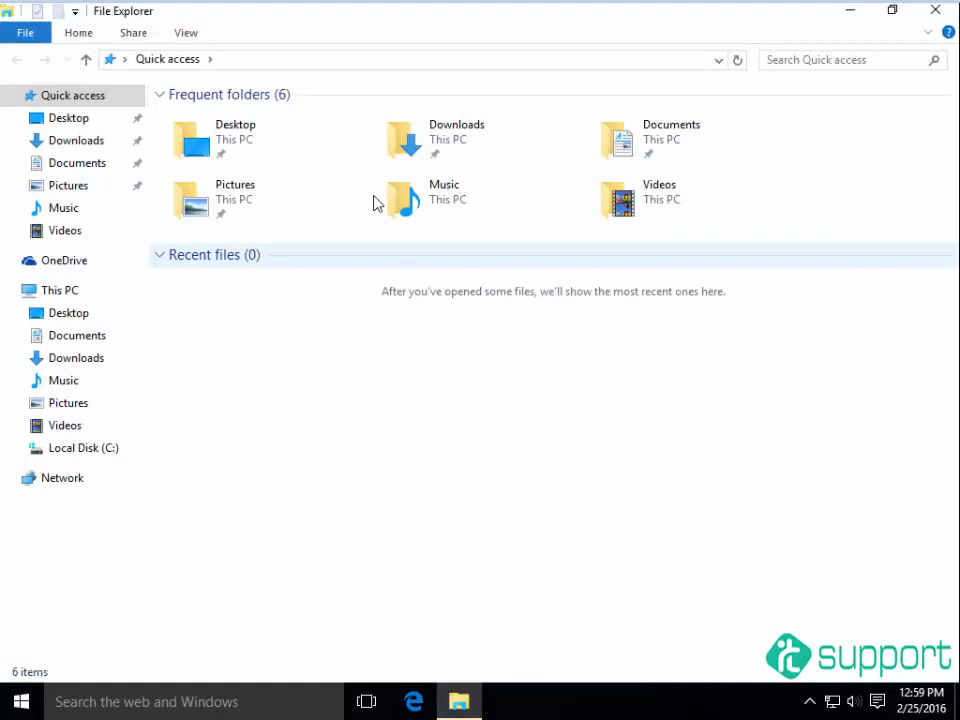 File Explorer
File Home Share View
Quick access
Search Quick access
Quick access
Desktop
Downloads
Documents
Pictures
Music
Videos
OneDrive
This PC
Desktop
Documents
Downloads
Music
Pictures
Videos
Local Disk (C:)
Network
Frequent folders (6)
Desktop
This PC
Downloads
This PC
Documents
This PC
Pictures
This PC
Music
This PC
Videos
This PC
Recent files (0)
After you've opened some files, we'll show the most recent ones here.
6 items
it support
Search the web and Windows
12:59 PM
2/25/2016